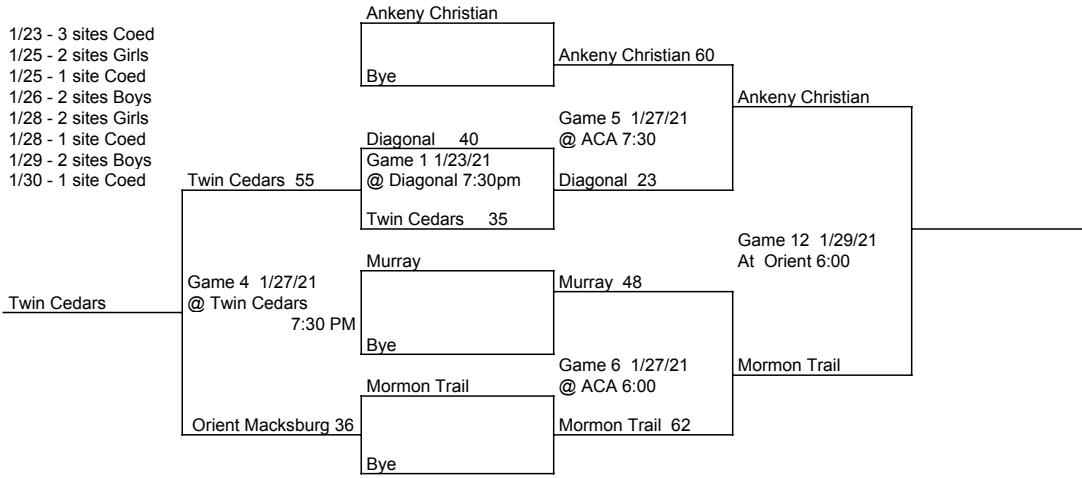 1/23 - 3 sites Coed
1/25 - 2 sites Girls
1/25 - 1 site Coed
1/26 - 2 sites Boys
1/28 - 2 sites Girls
1/28 - 1 site Coed
1/29 - 2 sites Boys
1/30 - 1 site Coed
Ankeny Christian
Bye
Ankeny Christian 60
Ankeny Christian
Game 5 1/27/21
@ ACA 7:30
Diagonal 40
Game 1 1/23/21
@ Diagonal 7:30pm
Twin Cedars 35
Twin Cedars 55
Diagonal 23
Game 12 1/29/21
At Orient 6:00
Murray
Bye
Murray 48
Game 4 1/27/21
@ Twin Cedars
7:30 PM
Twin Cedars
Game 6 1/27/21
@ ACA 6:00
Mormon Trail
Mormon Trail
Bye
Orient Macksburg 36
Mormon Trail 62